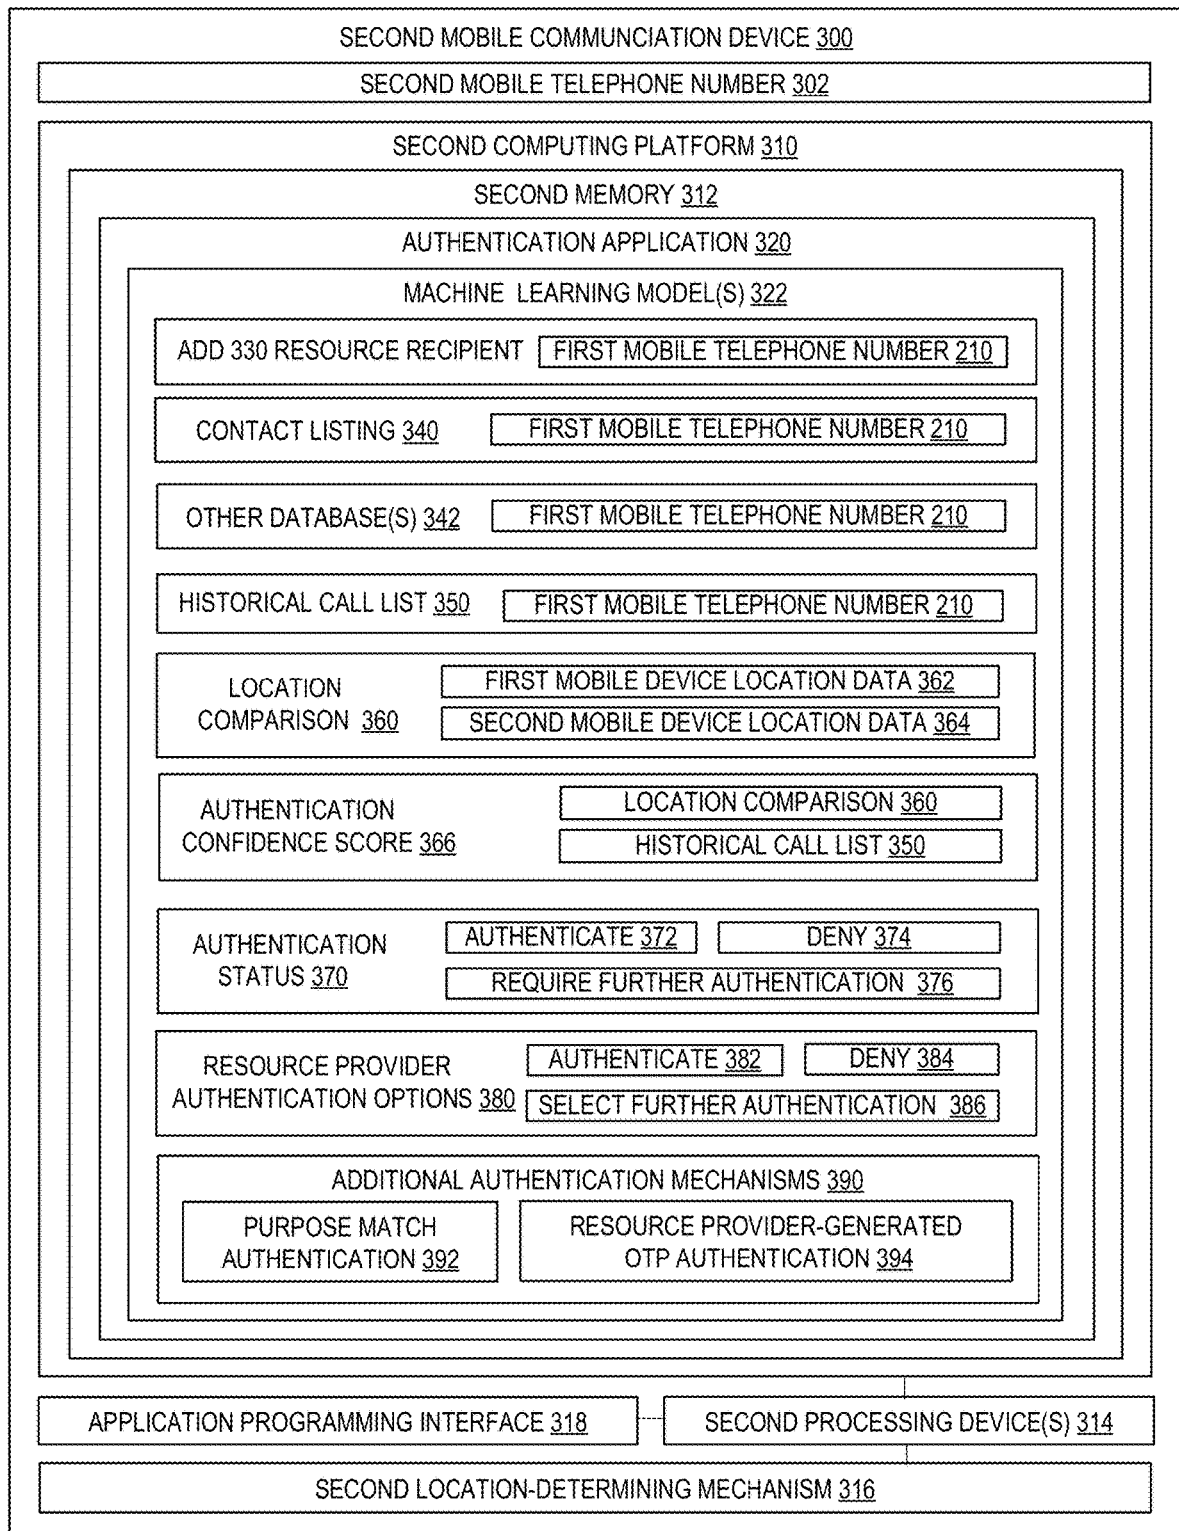 SECOND MOBILE COMMUNCIATION DEVICE 300
SECOND MOBILE TELEPHONE NUMBER 302
SECOND COMPUTING PLATFORM 310
SECOND MEMORY 312
AUTHENTICATION APPLICATION 320
MACHINE LEARNING MODEL(S) 322
ADD 330 RESOURCE RECIPIENT FIRST MOBILE TELEPHONE NUMBER 210
CONTACT LISTING 340 FIRST MOBILE TELEPHONE NUMBER 210
OTHER DATABASE(S) 342 FIRST MOBILE TELEPHONE NUMBER 210
HISTORICAL CALL LIST 350 FIRST MOBILE TELEPHONE NUMBER 210
LOCATION
COMPARISON 360
FIRST MOBILE DEVICE LOCATION DATA 362
SECOND MOBILE DEVICE LOCATION DATA 364
AUTHENTICATION
CONFIDENCE SCORE 366
LOCATION COMPARISON 360
HISTORICAL CALL LIST 350
AUTHENTICATION
STATUS 370
AUTHENTICATE 372 DENY 374
REQUIRE FURTHER AUTHENTICATION 376
RESOURCE PROVIDER
AUTHENTICATION OPTIONS 380
AUTHENTICATE 382 DENY 384
SELECT FURTHER AUTHENTICATION 386
ADDITIONAL AUTHENTICATION MECHANISMS 390
PURPOSE MATCH
AUTHENTICATION 392
RESOURCE PROVIDER-GENERATED
OTP AUTHENTICATION 394
APPLICATION PROGRAMMING INTERFACE 318
SECOND PROCESSING DEVICE(S) 314
SECOND LOCATION-DETERMINING MECHANISM 316